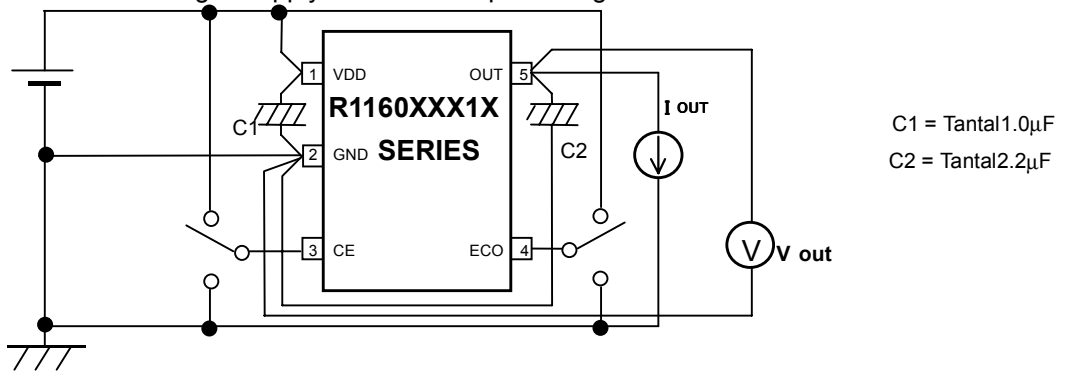 1 VDD OUT 5
R1160XXX1X
I OUT
C1
C2
2 GND SERIES
3 CE ECO 4
V V out
C1 = Tantal1.0μF
C2 = Tantal2.2μF